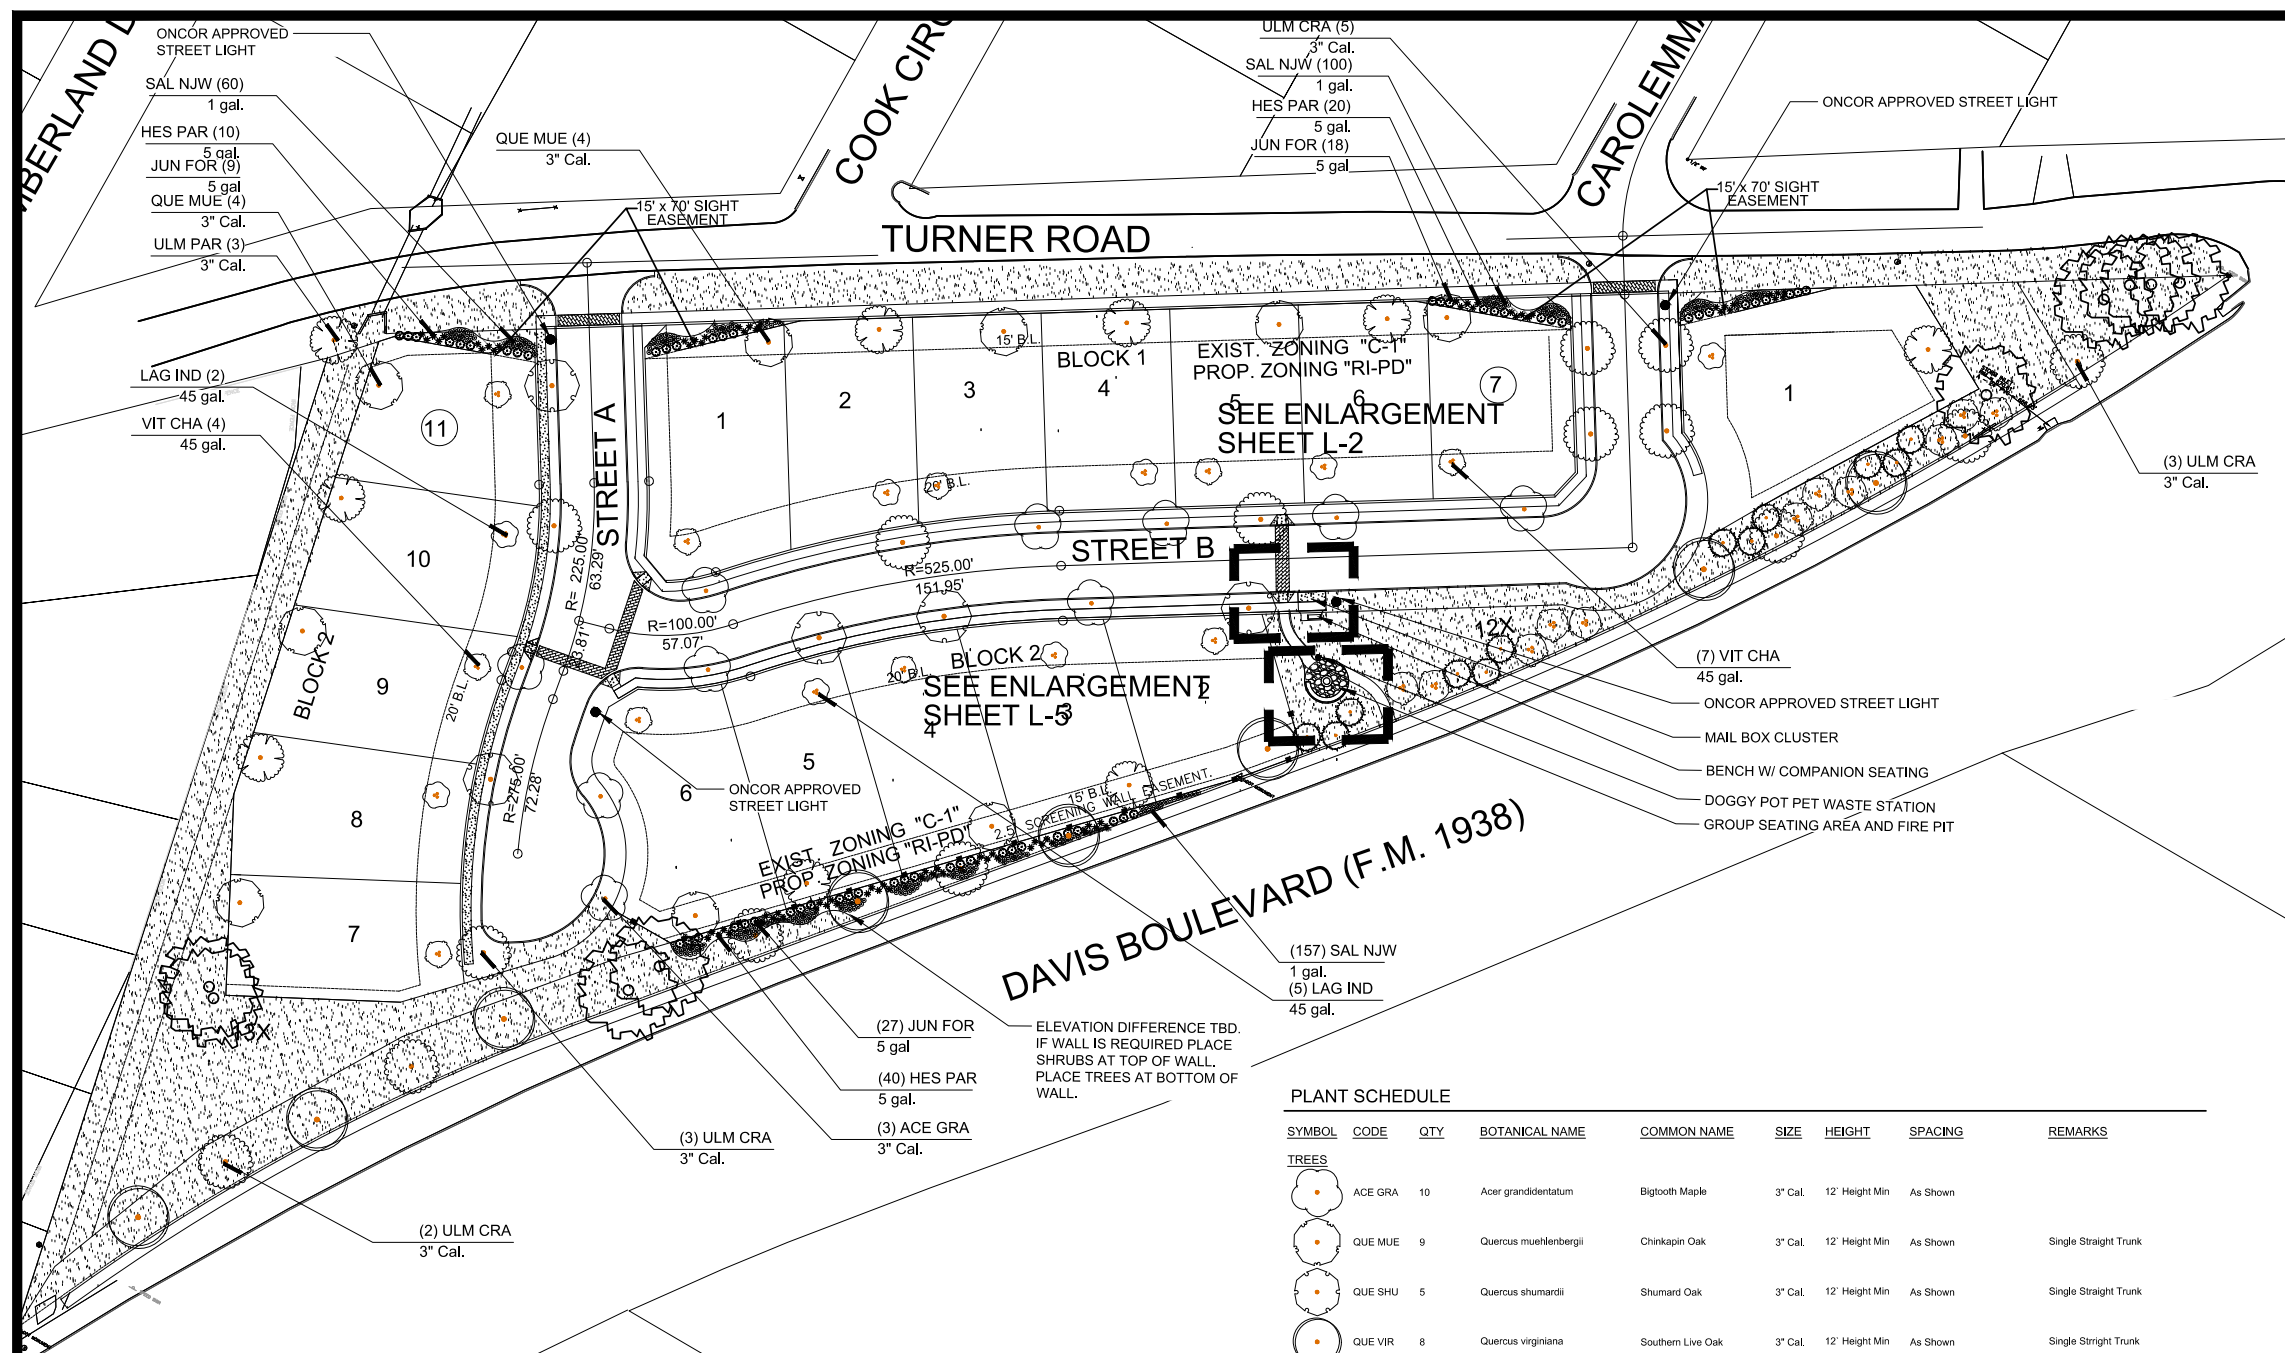 ONCOR APPROVED
STREET LIGHT
SAL NJW (60)
1 gal.
HES PAR (10)
5 gal.
JUN FOR (9)
5 gal
QUE MUE (4)
3" Cal.
ULM PAR (3)
3" Cal.
LAG IND (2)
45 gal.
VIT CHA (4)
45 gal.
QUE MUE (4)
3" Cal.
COOK
15' x 70' SIGHT
EASEMENT
TURNER ROAD
ULM CRA (5)
3" Cal.
SAL NJW (100)
1 gal.
HES PAR (20)
5 gal.
JUN FOR (18)
5 gal
ONCOR APPROVED STREET LIGHT
15' x 70' SIGHT
EASEMENT
15' B.L.
BLOCK 1
EXIST. ZONING "C-1"
PROP. ZONING "RI-PD"
1
2
3
4
5
6
7
SEE ENLARGEMENT
SHEET L-2
1
20' B.L.
(3) ULM CRA
3" Cal.
11
10
9
8
7
BLOCK 2
20' B.L.
STREET A
STREET B
R= 225.00'
63.29'
R=525.00'
151.95'
R=100.00'
57.07'
R=275.00'
72.28'
BLOCK 2
20' B.L.
SEE ENLARGEMENT
SHEET L-5
2
3
4
5
6
12X
13X
ONCOR APPROVED
STREET LIGHT
EXIST. ZONING "C-1"
PROP. ZONING "RI-PD"
15' B.L.
2.5' SCREENING WALL EASEMENT.
DAVIS BOULEVARD (F.M. 1938)
(7) VIT CHA
45 gal.
ONCOR APPROVED STREET LIGHT
MAIL BOX CLUSTER
BENCH W/ COMPANION SEATING
DOGGY POT PET WASTE STATION
GROUP SEATING AREA AND FIRE PIT
(157) SAL NJW
1 gal.
(5) LAG IND
45 gal.
(27) JUN FOR
5 gal
(40) HES PAR
5 gal.
(3) ACE GRA
3" Cal.
ELEVATION DIFFERENCE TBD.
IF WALL IS REQUIRED PLACE
SHRUBS AT TOP OF WALL.
PLACE TREES AT BOTTOM OF
WALL.
(3) ULM CRA
3" Cal.
(2) ULM CRA
3" Cal.
PLANT SCHEDULE
SYMBOL CODE QTY BOTANICAL NAME COMMON NAME SIZE HEIGHT SPACING REMARKS
TREES
ACE GRA 10 Acer grandidentatum Bigtooth Maple 3" Cal. 12' Height Min As Shown
QUE MUE 9 Quercus muehlenbergii Chinkapin Oak 3" Cal. 12' Height Min As Shown Single Straight Trunk
QUE SHU 5 Quercus shumardii Shumard Oak 3" Cal. 12' Height Min As Shown Single Straight Trunk
QUE VIR 8 Quercus virginiana Southern Live Oak 3" Cal. 12' Height Min As Shown Single Strright Trunk